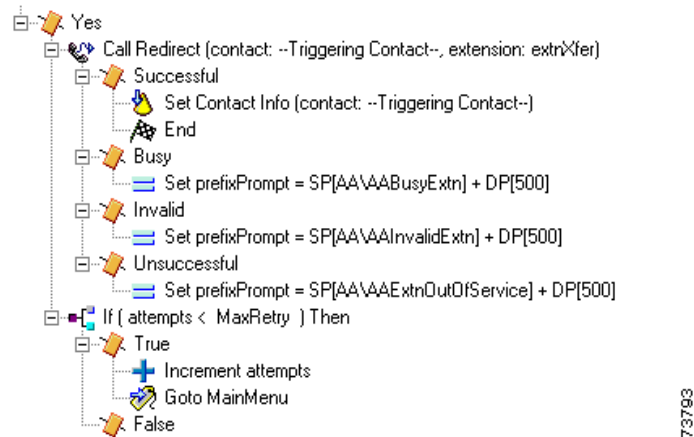 Yes
Call Redirect (contact: --Triggering Contact--, extension: extnXfer)
Successful
Set Contact Info (contact: --Triggering Contact--)
End
Busy
Set prefixPrompt = SP[AA\AABusyExtn] + DP[500]
Invalid
Set prefixPrompt = SP[AA\AAInvalidExtn] + DP[500]
Unsuccessful
Set prefixPrompt = SP[AA\AAExtnOutOfService] + DP[500]
If ( attempts < MaxRetry ) Then
True
Increment attempts
Goto MainMenu
False
73793